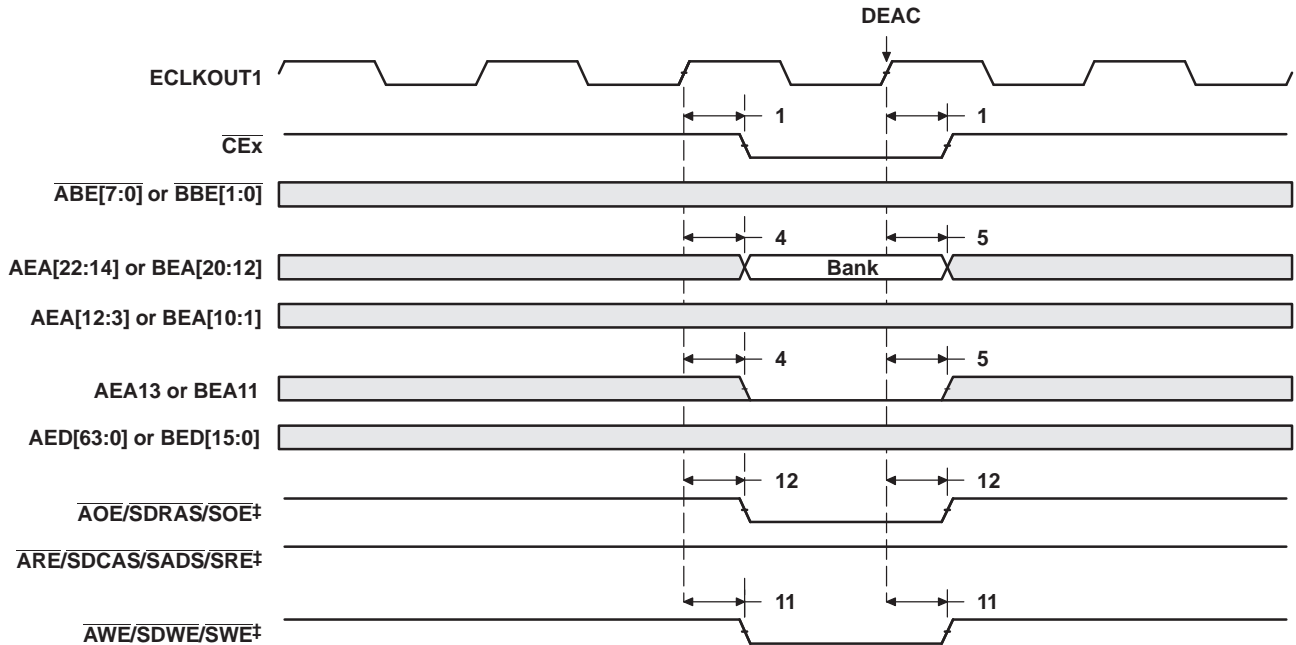 DEAC
ECLKOUT1
1 1
CEx
ABE[7:0] or BBE[1:0]
4 5
AEA[22:14] or BEA[20:12] Bank
AEA[12:3] or BEA[10:1]
4 5
AEA13 or BEA11
AED[63:0] or BED[15:0]
12 12
AOE/SDRAS/SOE‡
ARE/SDCAS/SADS/SRE‡
11 11
AWE/SDWE/SWE‡